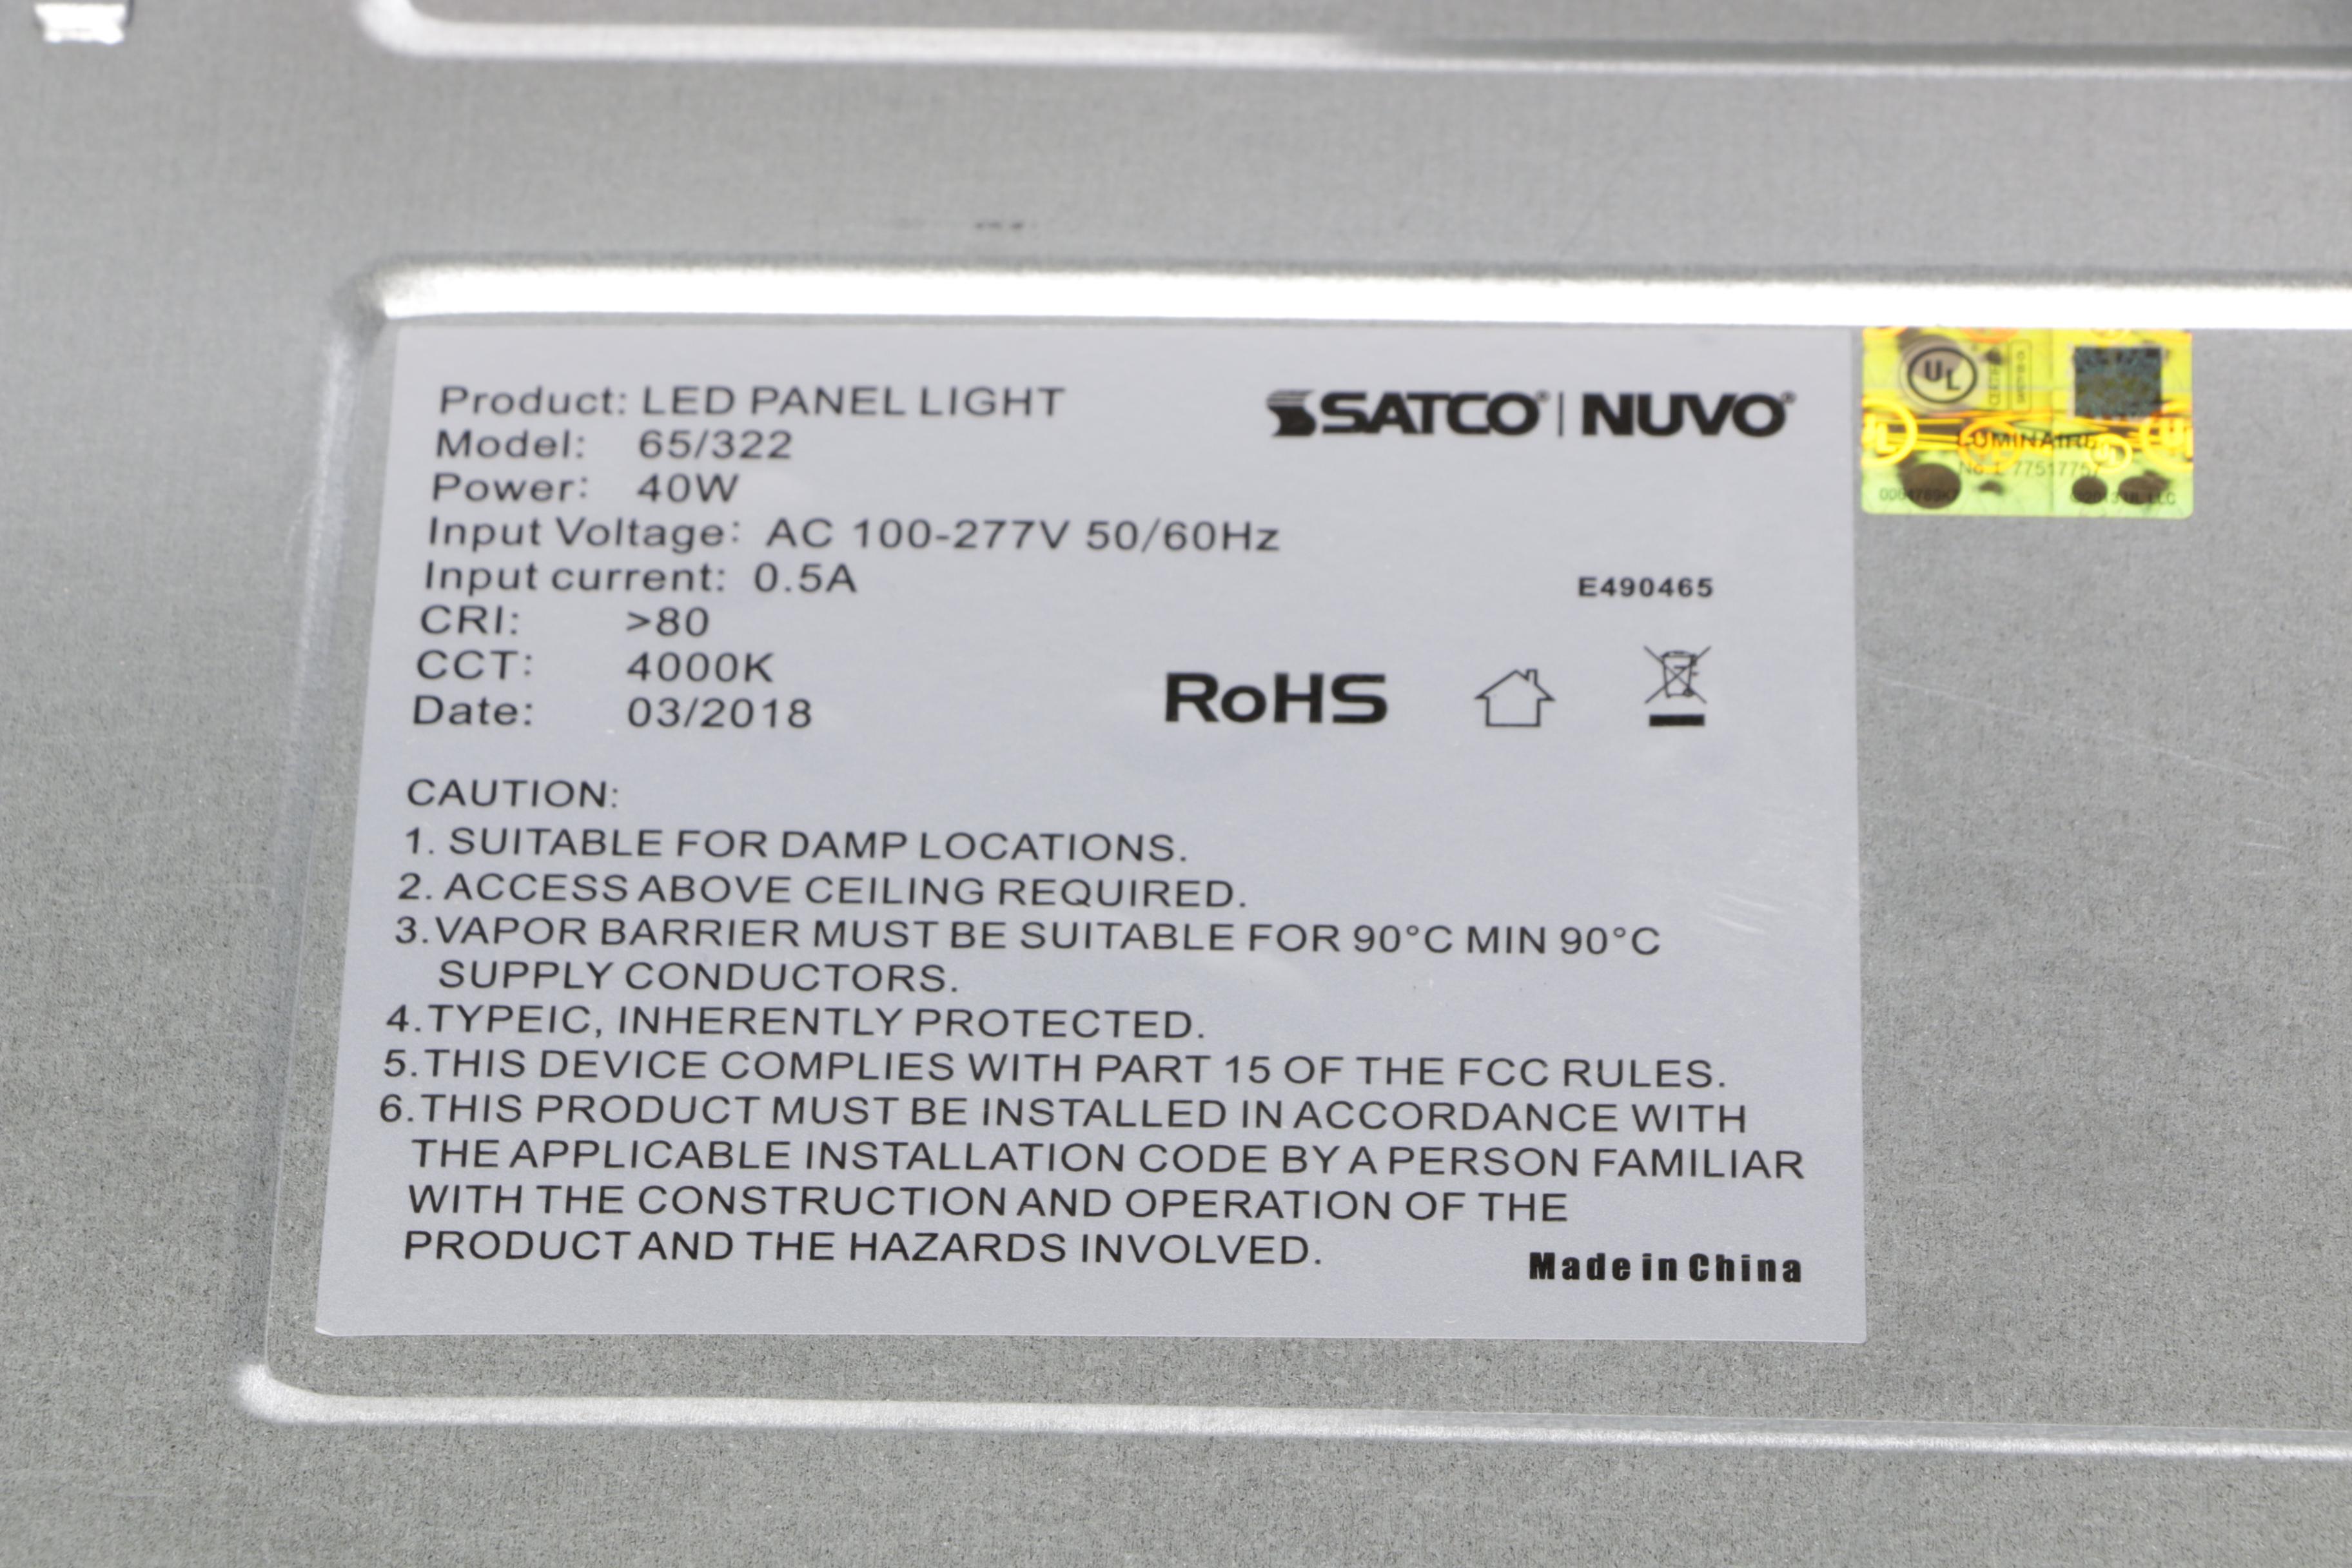 Product: LED PANEL LIGHT
SATCO® | NUVO®
Model: 65/322
Power: 40W
Input Voltage: AC 100-277V 50/60Hz
Input current: 0.5A
E490465
CRI: >80
CCT: 4000K
Date: 03/2018
RoHS
CAUTION:
1. SUITABLE FOR DAMP LOCATIONS.
2. ACCESS ABOVE CEILING REQUIRED.
3.VAPOR BARRIER MUST BE SUITABLE FOR 90°C MIN 90°C
SUPPLY CONDUCTORS.
4.TYPEIC, INHERENTLY PROTECTED.
5.THIS DEVICE COMPLIES WITH PART 15 OF THE FCC RULES.
6.THIS PRODUCT MUST BE INSTALLED IN ACCORDANCE WITH
THE APPLICABLE INSTALLATION CODE BY A PERSON FAMILIAR
WITH THE CONSTRUCTION AND OPERATION OF THE
PRODUCT AND THE HAZARDS INVOLVED.
Made in China
UL
LUMINAIRE